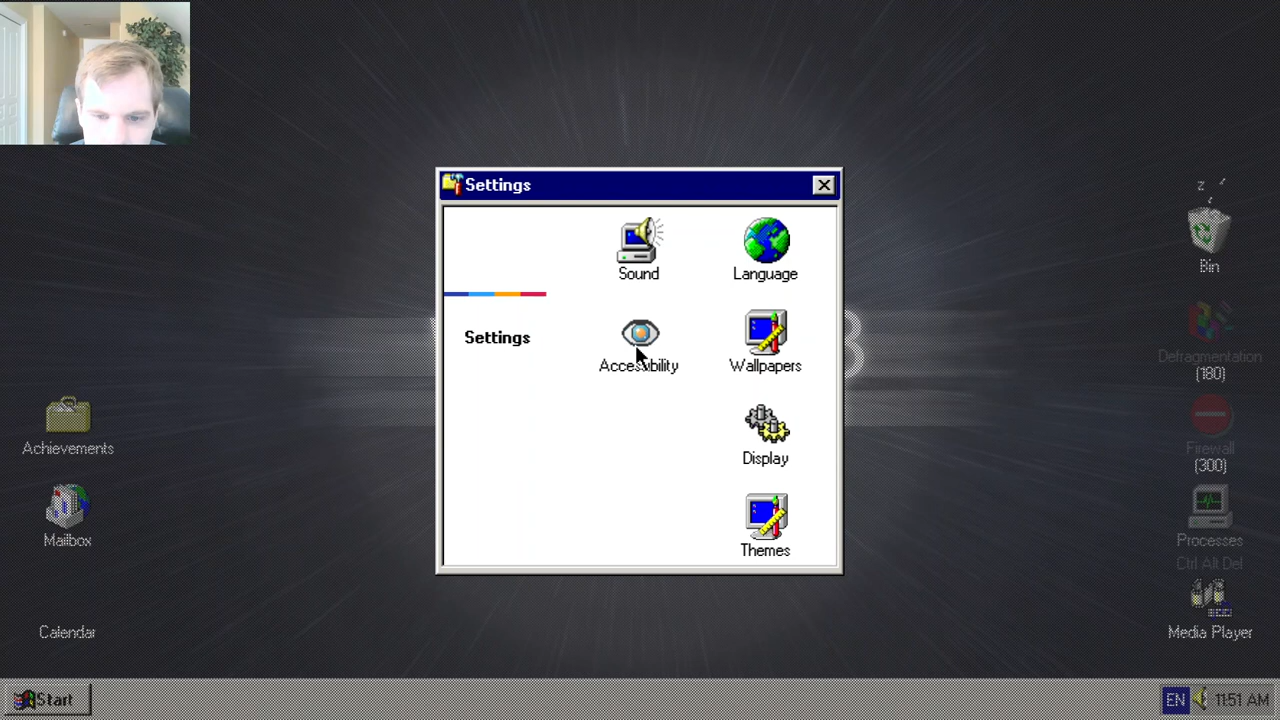 Settings
Sound
Language
Settings
Accessibility
Wallpapers
Display
Themes
Achievements
Mailbox
Calendar
Bin
Defragmentation
(180)
Firewall
(300)
Processes
Ctrl Alt Del
Media Player
Start
EN
11:51 AM